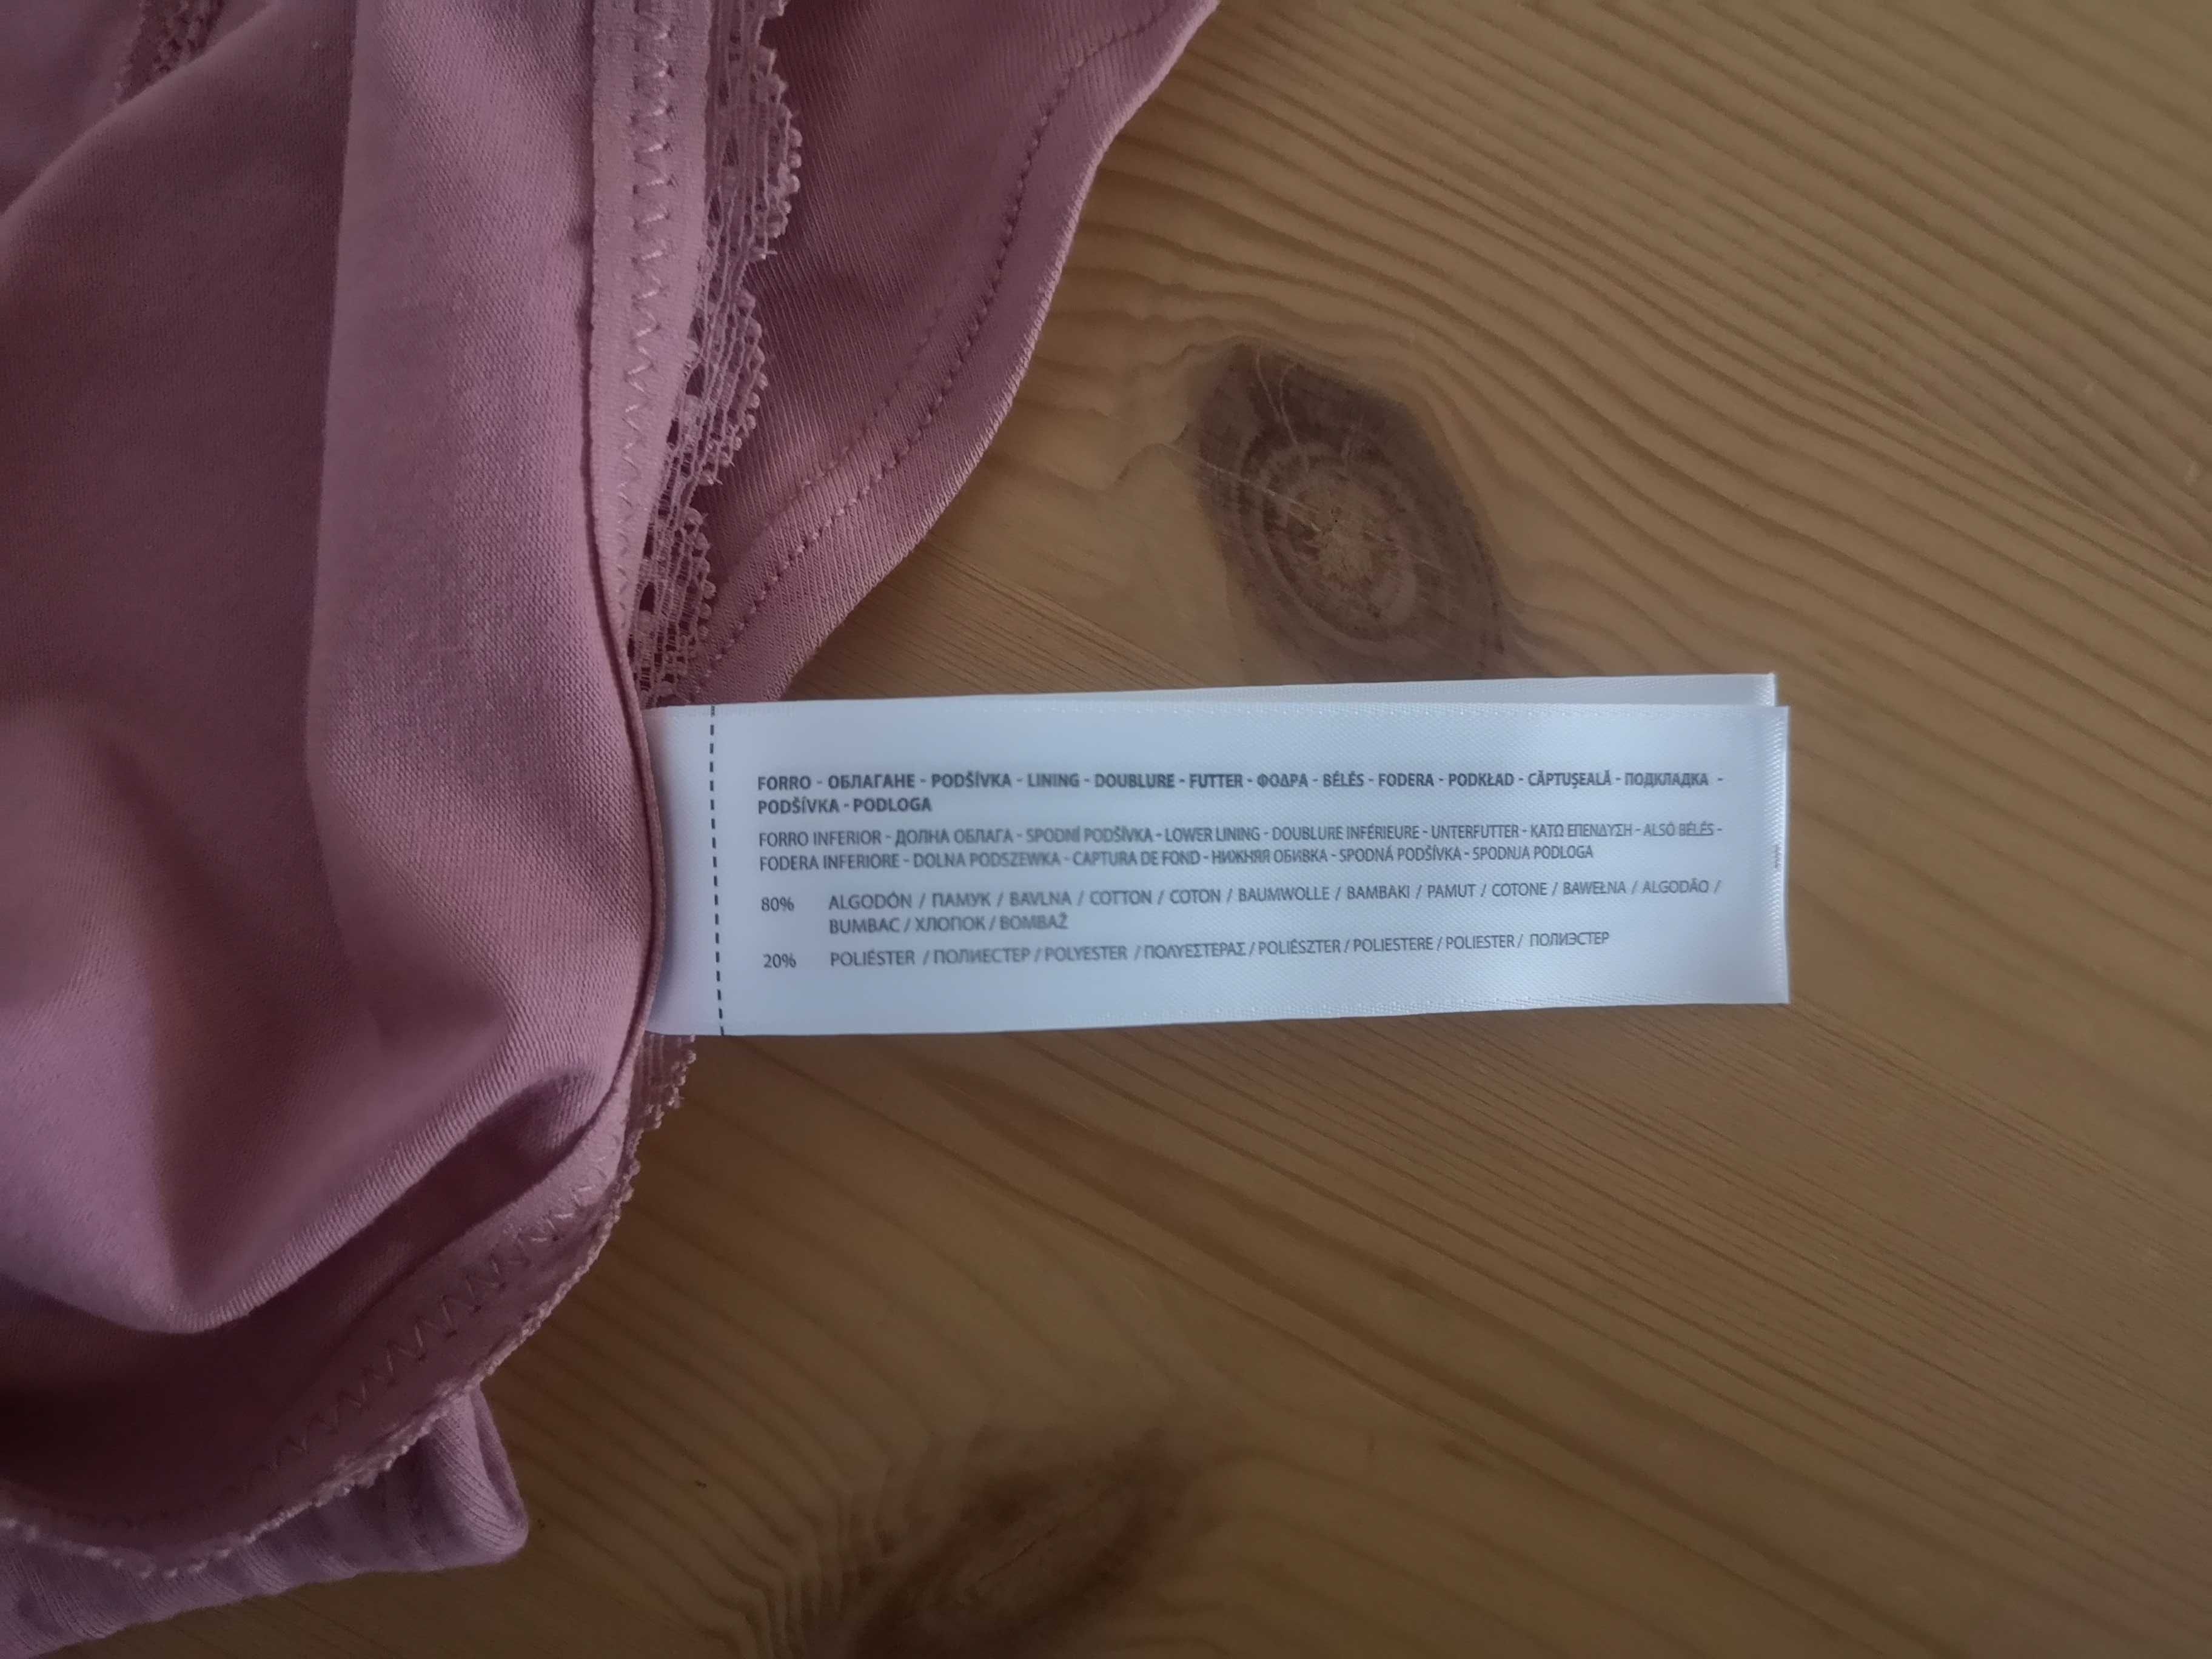 FORRO - ОБЛАГАНЕ - PODŠÍVKA - LINING - DOUBLURE - FUTTER - ΦΟΔΡΑ - BÉLÉS - FODERA - PODKŁAD - CĂPTUŞEALĂ - ПОДКЛАДКА -
PODŠÍVKA - PODLOGA
FORRO INFERIOR - ДОЛНА ОБЛАГА - SPODNÍ PODŠÍVKA - LOWER LINING - DOUBLURE INFÉRIEURE - UNTERFUTTER - ΚΑΤΩ ΕΠΕΝΔΥΣΗ - ALSÓ BÉLÉS -
FODERA INFERIORE - DOLNA PODSZEWKA - CAPTURA DE FOND - НИЖНЯЯ ОБИВКА - SPODNÁ PODŠÍVKA - SPODNJA PODLOGA
80% ALGODÓN / ПАМУК / BAVLNA / COTTON / COTON / BAUMWOLLE / ΒΑΜΒΑΚΙ / PAMUT / COTONE / BAWEŁNA / ALGODÃO /
BUMBAC / ХЛОПОК / BOMBAŽ
20% POLIÉSTER / ПОЛИЕСТЕР / POLYESTER / ΠΟΛΥΕΣΤΕΡΑΣ / POLIÉSZTER / POLIESTERE / POLIESTER / ПОЛИЭСТЕР